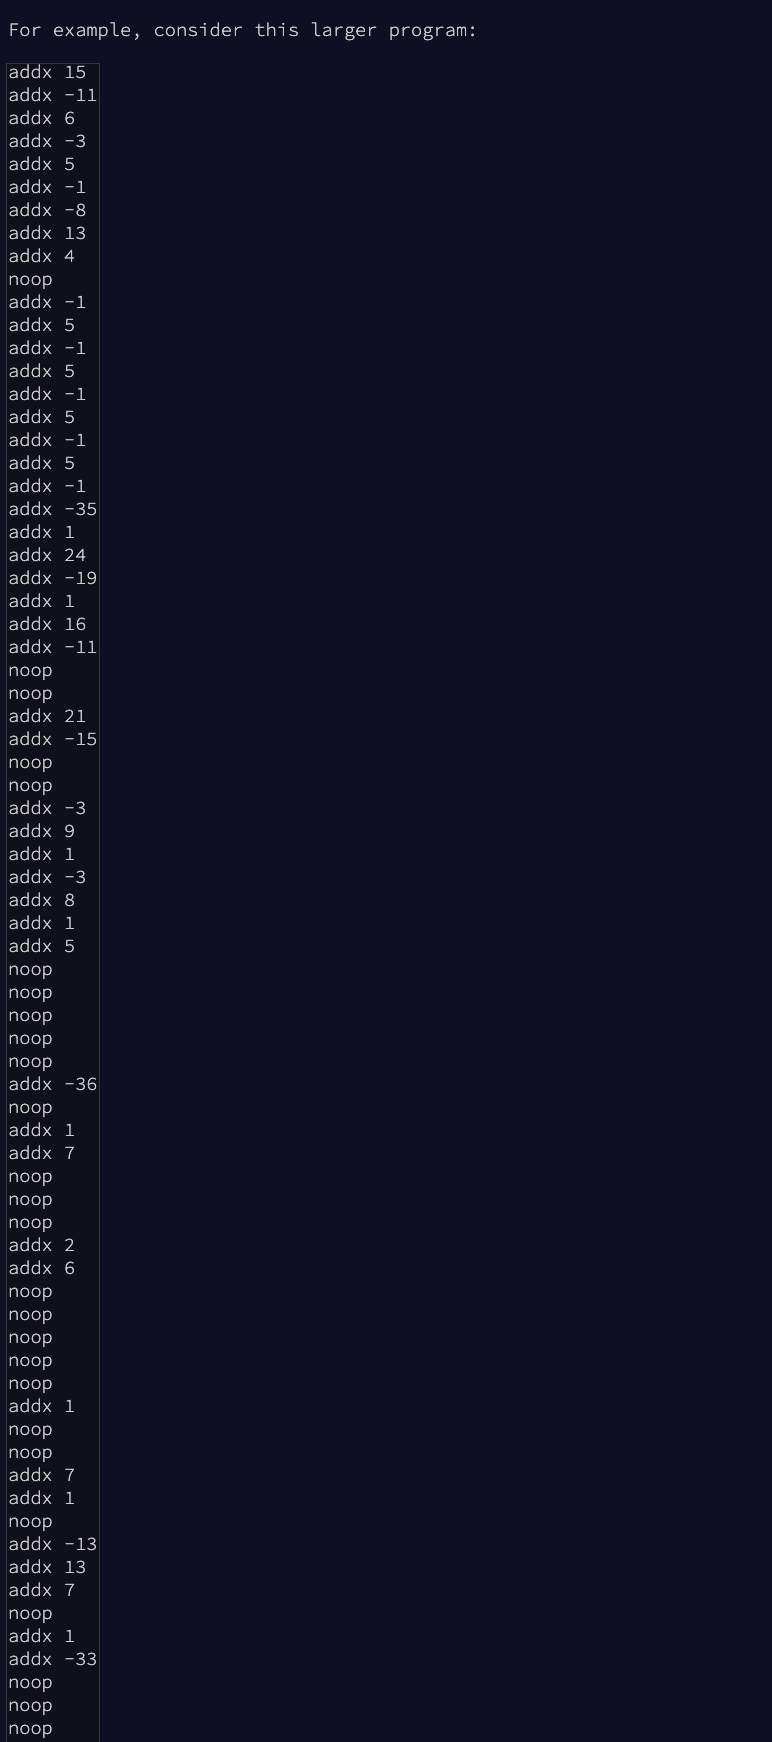 For example, consider this larger program:
addx 15
addx -11
addx 6
addx -3
addx 5
addx -1
addx -8
addx 13
addx 4
noop
addx -1
addx 5
addx -1
addx 5
addx -1
addx 5
addx -1
addx 5
addx -1
addx -35
addx 1
addx 24
addx -19
addx 1
addx 16
addx -11
noop
noop
addx 21
addx -15
noop
noop
addx -3
addx 9
addx 1
addx -3
addx 8
addx 1
addx 5
noop
noop
noop
noop
noop
addx -36
noop
addx 1
addx 7
noop
noop
noop
addx 2
addx 6
noop
noop
noop
noop
noop
addx 1
noop
noop
addx 7
addx 1
noop
addx -13
addx 13
addx 7
noop
addx 1
addx -33
noop
noop
noop